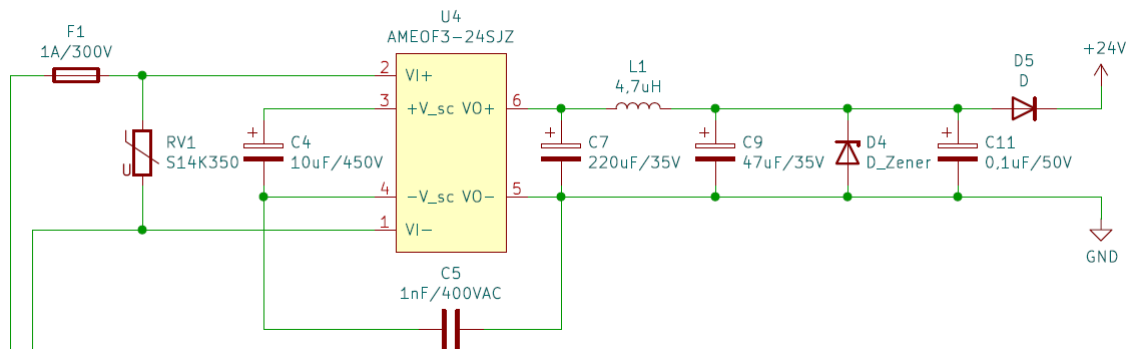 U4
AMEOF3-24SJZ
F1
1A/300V
2
VI+
3
+V_sc
VO+
6
L1
4,7uH
D5
D
+24V
RV1
S14K350
U
+
C4
10uF/450V
+
C7
220uF/35V
+
C9
47uF/35V
D4
D_Zener
+
C11
0,1uF/50V
4
-V_sc
VO-
5
1
VI-
GND
C5
1nF/400VAC